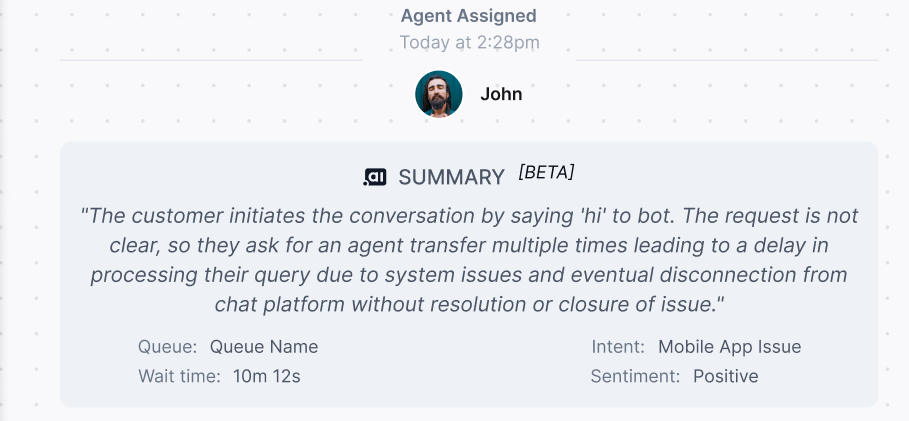 Agent Assigned
Today at 2:28pm
John
.ai SUMMARY [BETA]
"The customer initiates the conversation by saying 'hi' to bot. The request is not
clear, so they ask for an agent transfer multiple times leading to a delay in
processing their query due to system issues and eventual disconnection from
chat platform without resolution or closure of issue."
Queue: Queue Name Intent: Mobile App Issue
Wait time: 10m 12s Sentiment: Positive